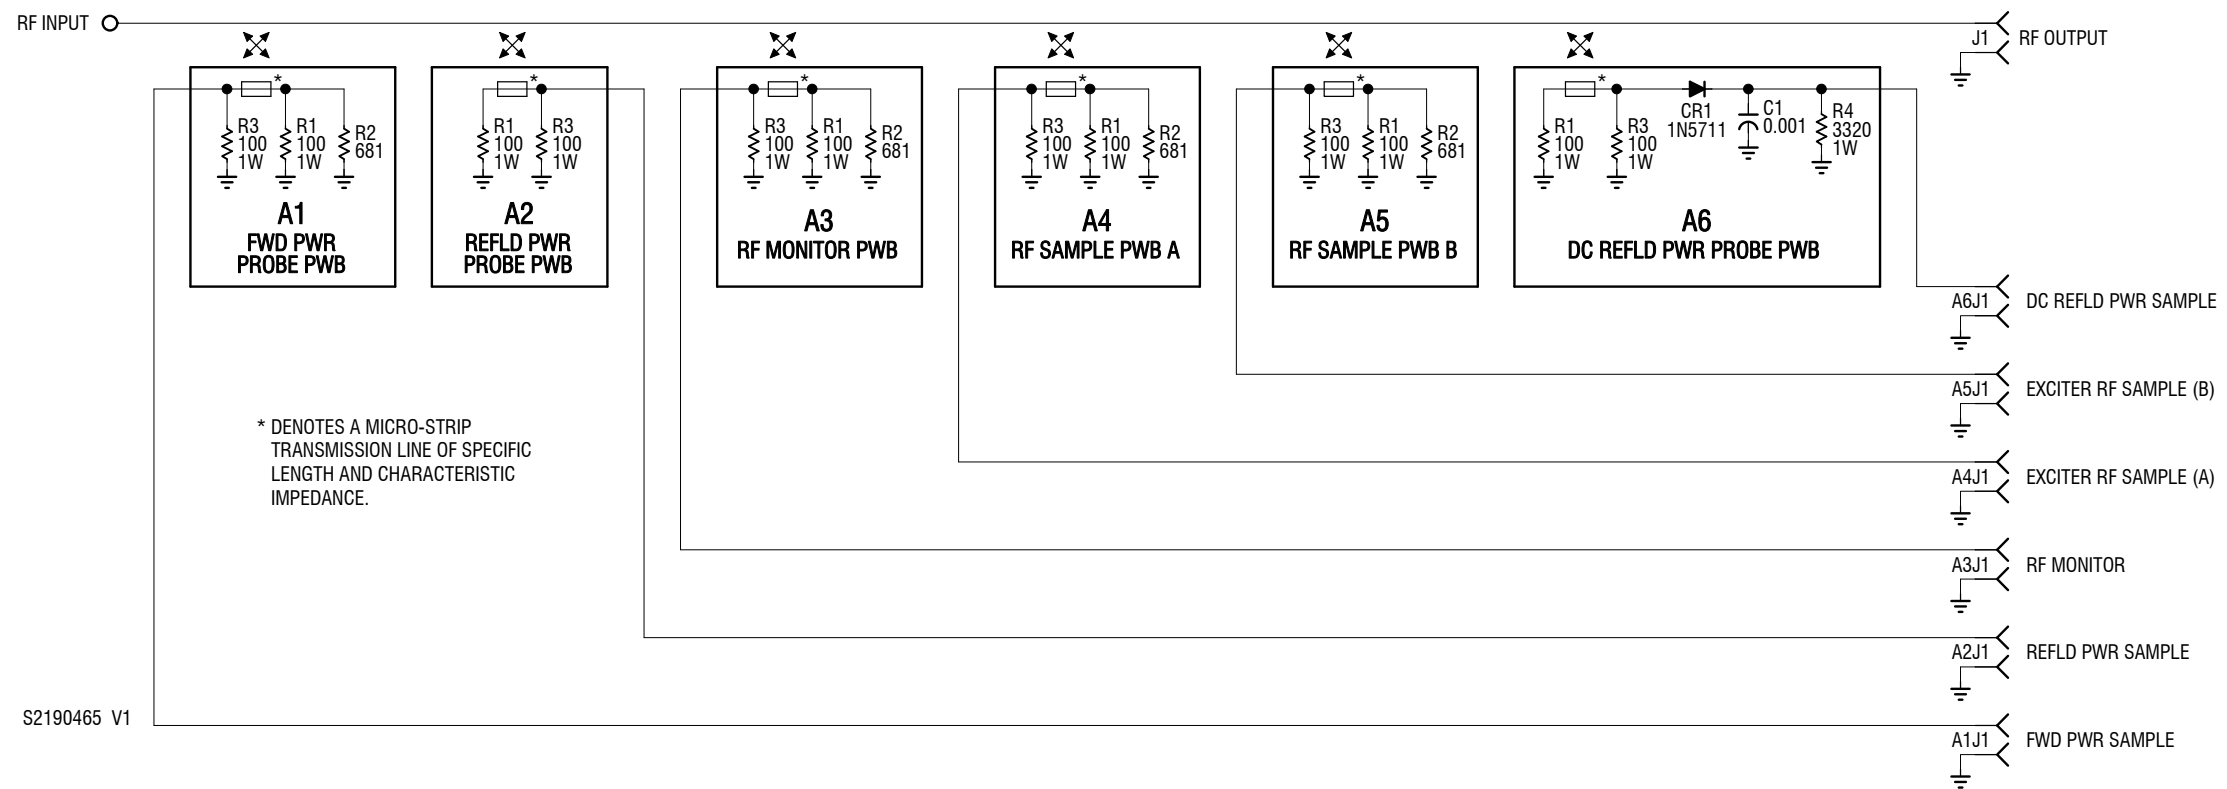 RF INPUT
J1 RF OUTPUT
*
R3
100
1W
R1
100
1W
R2
681
A1
FWD PWR
PROBE PWB
*
R1
100
1W
R3
100
1W
A2
REFLD PWR
PROBE PWB
*
R3
100
1W
R1
100
1W
R2
681
A3
RF MONITOR PWB
*
R3
100
1W
R1
100
1W
R2
681
A4
RF SAMPLE PWB A
*
R3
100
1W
R1
100
1W
R2
681
A5
RF SAMPLE PWB B
*
R1
100
1W
R3
100
1W
CR1
1N5711
C1
0.001
R4
3320
1W
A6
DC REFLD PWR PROBE PWB
A6J1 DC REFLD PWR SAMPLE
A5J1 EXCITER RF SAMPLE (B)
* DENOTES A MICRO-STRIP
TRANSMISSION LINE OF SPECIFIC
LENGTH AND CHARACTERISTIC
IMPEDANCE.
A4J1 EXCITER RF SAMPLE (A)
A3J1 RF MONITOR
A2J1 REFLD PWR SAMPLE
S2190465 V1
A1J1 FWD PWR SAMPLE